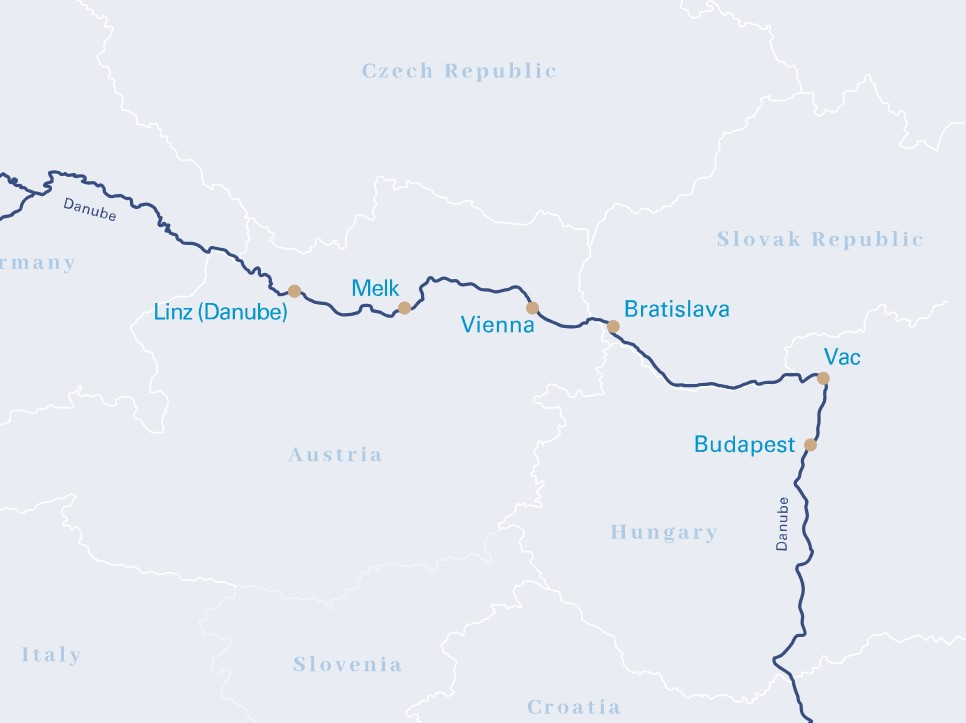 Czech Republic
Danube
Slovak Republic
rmany
Melk
Linz (Danube)
Vienna
Bratislava
Vac
Budapest
Austria
Danube
Hungary
Italy
Slovenia
Croatia